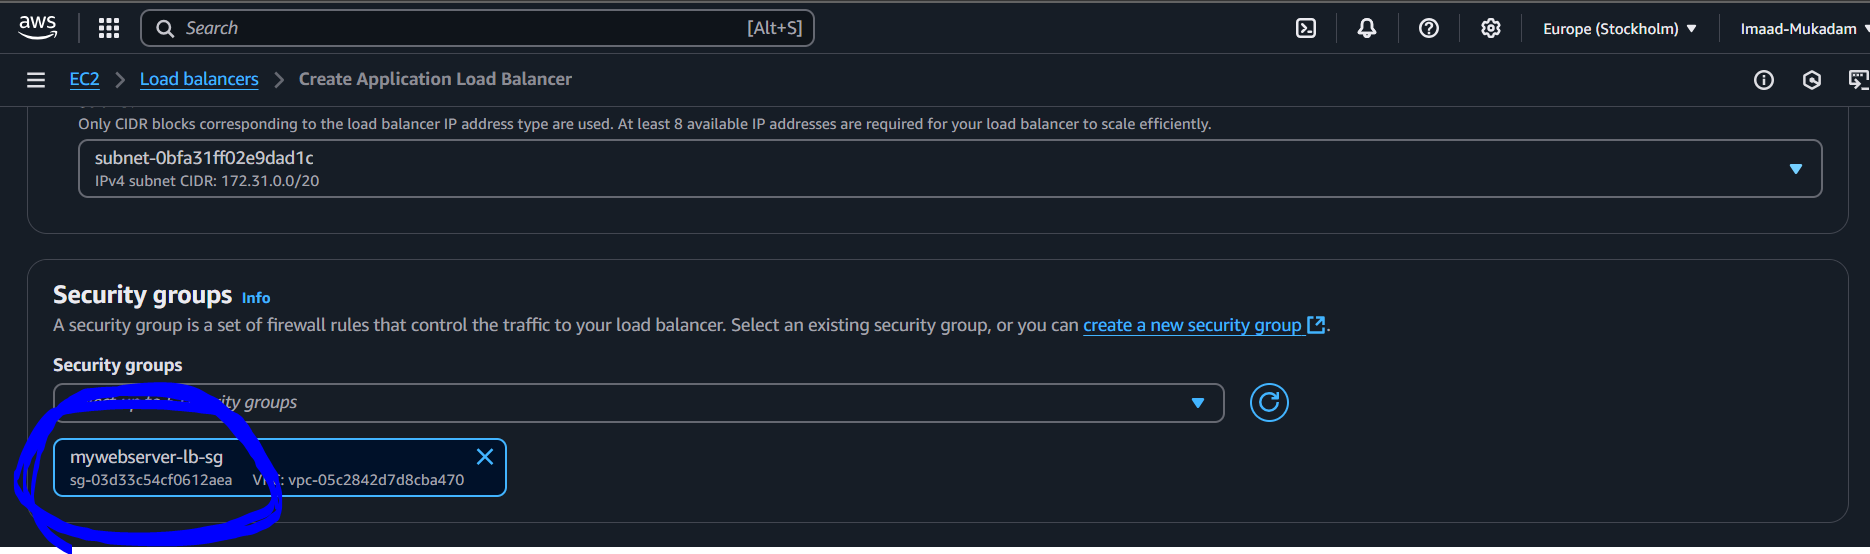 aws
Search [Alt+S]
Europe (Stockholm)
Imaad-Mukadam
EC2 Load balancers Create Application Load Balancer
Only CIDR blocks corresponding to the load balancer IP address type are used. At least 8 available IP addresses are required for your load balancer to scale efficiently.
subnet-0bfa31ff02e9dad1c
IPv4 subnet CIDR: 172.31.0.0/20
Security groups Info
A security group is a set of firewall rules that control the traffic to your load balancer. Select an existing security group, or you can create a new security group.
Security groups
groups
mywebserver-lb-sg
sg-03d33c54cf0612aea vpc-05c2842d7d8cba470